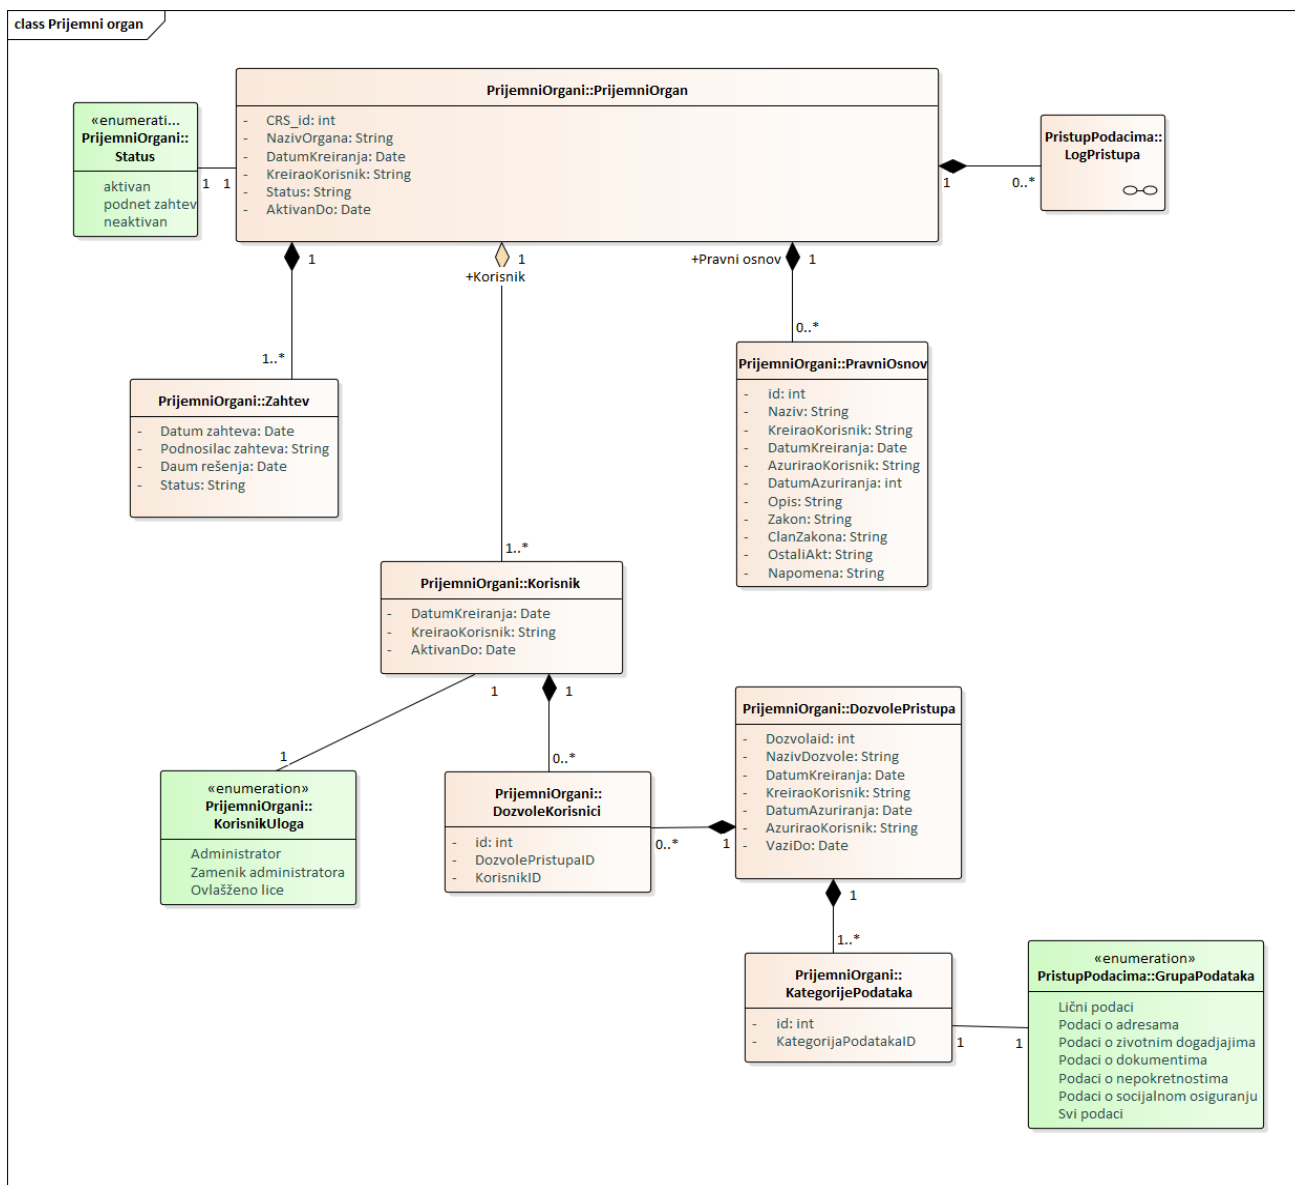 class Prijemni organ
PrijemniOrgani::PrijemniOrgan
- CRS_id: int
- NazivOrgana: String
- DatumKreiranja: Date
- KreiraoKorisnik: String
- Status: String
- AktivanDo: Date
«enumerati...
PrijemniOrgani::
Status
aktivan
podnet zahtev
neaktivan
1
1
PristupPodacima::
LogPristupa
1
0..*
1
1
+Korisnik
+Pravni osnov
1
1..*
0..*
PrijemniOrgani::Zahtev
- Datum zahteva: Date
- Podnosilac zahteva: String
- Daum rešenja: Date
- Status: String
PrijemniOrgani::PravniOsnov
- id: int
- Naziv: String
- KreiraoKorisnik: String
- DatumKreiranja: Date
- AzuriraoKorisnik: String
- DatumAzuriranja: int
- Opis: String
- Zakon: String
- ClanZakona: String
- OstaliAkt: String
- Napomena: String
1..*
PrijemniOrgani::Korisnik
- DatumKreiranja: Date
- KreiraoKorisnik: String
- AktivanDo: Date
1
1
1
0..*
«enumeration»
PrijemniOrgani::
KorisnikUloga
Administrator
Zamenik administratora
Ovlašženo lice
PrijemniOrgani::
DozvoleKorisnici
- id: int
- DozvolePristupaID
- KorisnikID
0..*
1
PrijemniOrgani::DozvolePristupa
- Dozvolaid: int
- NazivDozvole: String
- DatumKreiranja: Date
- KreiraoKorisnik: String
- DatumAzuriranja: Date
- AzuriraoKorisnik: String
- VaziDo: Date
1
1..*
PrijemniOrgani::
KategorijePodataka
- id: int
- KategorijaPodatakaID
1
1
«enumeration»
PristupPodacima::GrupaPodataka
Lični podaci
Podaci o adresama
Podaci o zivotnim dogadjajima
Podaci o dokumentima
Podaci o nepokretnostima
Podaci o socijalnom osiguranju
Svi podaci